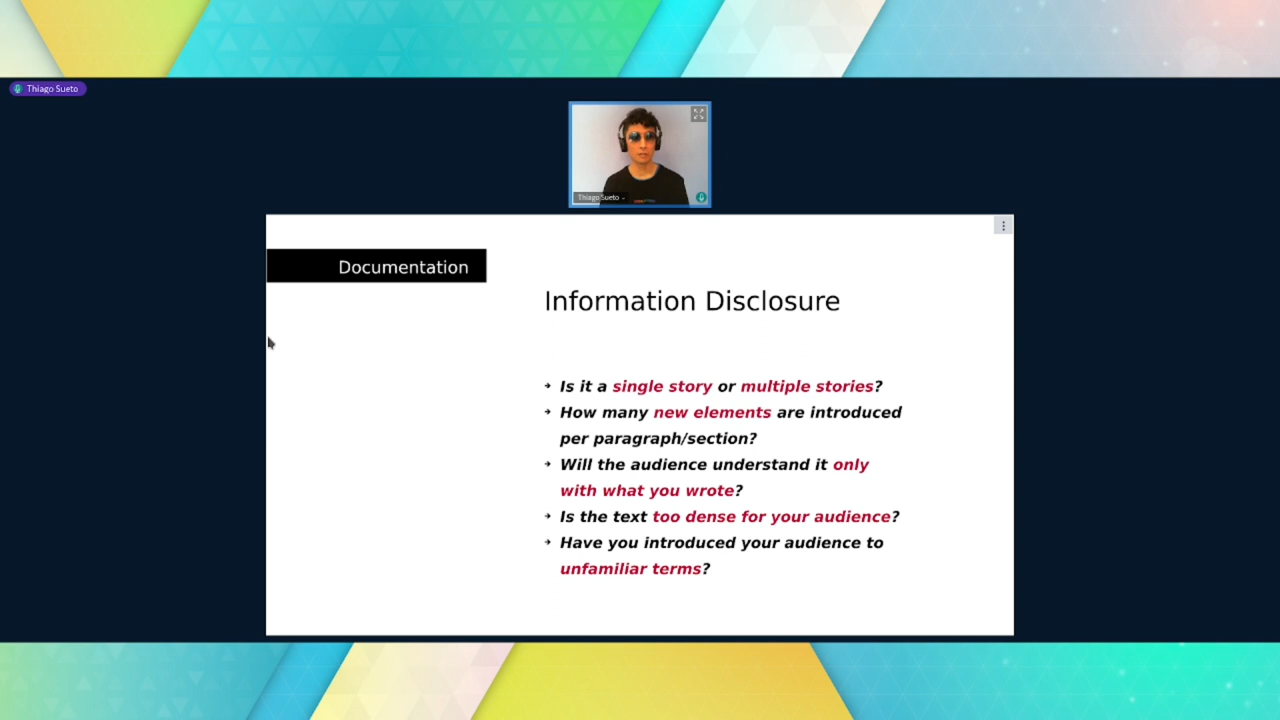 Thiago Sueto
Thiago Sueto
Documentation
Information Disclosure
Is it a single story or multiple stories?
How many new elements are introduced
per paragraph/section?
Will the audience understand it only
with what you wrote?
Is the text too dense for your audience?
Have you introduced your audience to
unfamiliar terms?